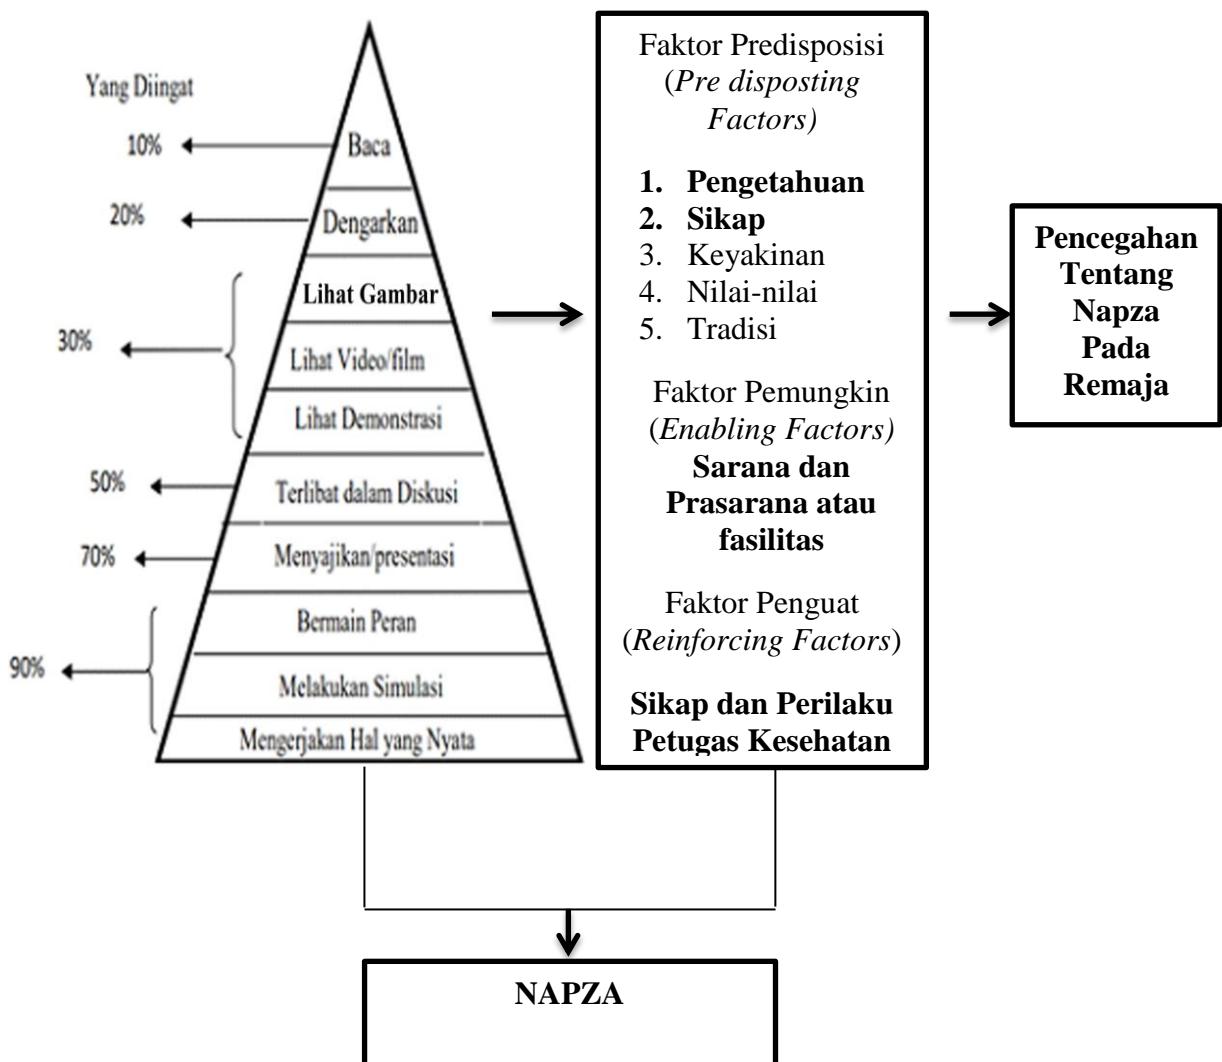 Yang Diingat
10%
Baca
20%
Dengarkan
Lihat Gambar
30%
Lihat Video/film
Lihat Demonstrasi
50%
Terlibat dalam Diskusi
70%
Menyajikan/presentasi
Bermain Peran
90%
Melakukan Simulasi
Mengerjakan Hal yang Nyata
Faktor Predisposisi
(Pre disposting
Factors)
1. Pengetahuan
2. Sikap
3. Keyakinan
4. Nilai-nilai
5. Tradisi
Faktor Pemungkin
(Enabling Factors)
Sarana dan
Prasarana atau
fasilitas
Faktor Penguat
(Reinforcing Factors)
Sikap dan Perilaku
Petugas Kesehatan
Pencegahan
Tentang
Napza
Pada
Remaja
NAPZA